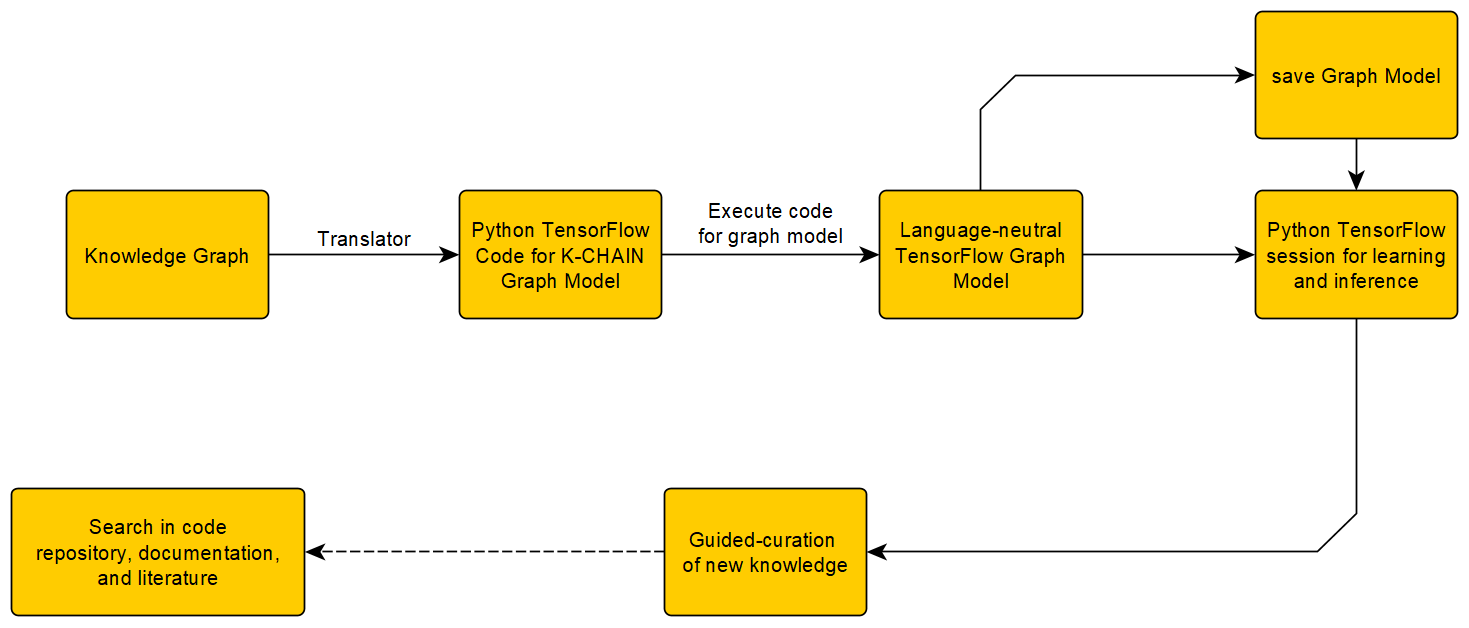 save Graph Model
Knowledge Graph
Translator
Python TensorFlow
Code for K-CHAIN
Graph Model
Execute code
for graph model
Language-neutral
TensorFlow Graph
Model
Python TensorFlow
session for learning
and inference
Search in code
repository, documentation,
and literature
Guided-curation
of new knowledge